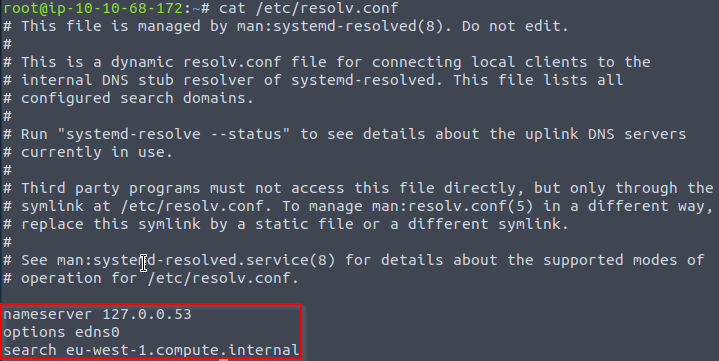 root@ip-10-10-68-172:~# cat /etc/resolv.conf
# This file is managed by man:systemd-resolved(8). Do not edit.
#
# This is a dynamic resolv.conf file for connecting local clients to the
# internal DNS stub resolver of systemd-resolved. This file lists all
# configured search domains.
#
# Run "systemd-resolve --status" to see details about the uplink DNS servers
# currently in use.
#
# Third party programs must not access this file directly, but only through the
# symlink at /etc/resolv.conf. To manage man:resolv.conf(5) in a different way,
# replace this symlink by a static file or a different symlink.
#
# See man:systemd-resolved.service(8) for details about the supported modes of
# operation for /etc/resolv.conf.
nameserver 127.0.0.53
options edns0
search eu-west-1.compute.internal